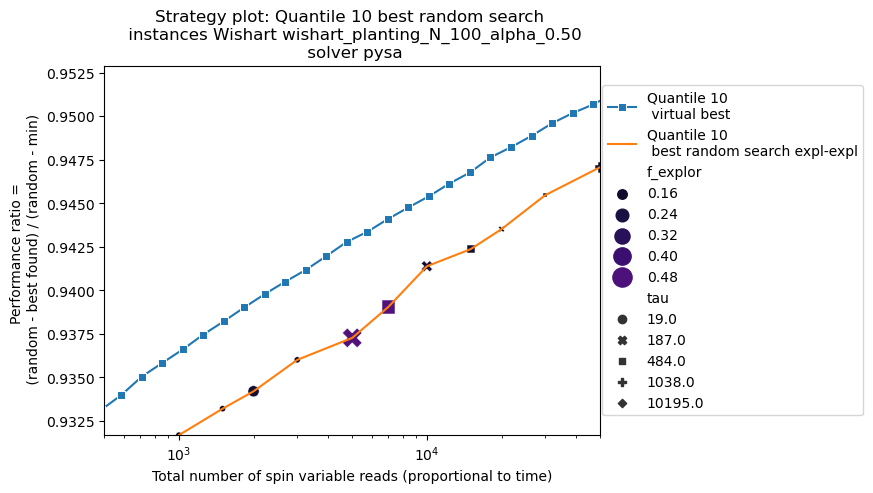 Strategy plot: Quantile 10 best random search
instances Wishart wishart_planting_N_100_alpha_0.50
solver pysa
Performance ratio =
(random - best found) / (random - min)
0.9525
0.9500
0.9475
0.9450
0.9425
0.9400
0.9375
0.9350
0.9325
10^3
10^4
Total number of spin variable reads (proportional to time)
Quantile 10
virtual best
Quantile 10
best random search expl-expl
f_explor
0.16
0.24
0.32
0.40
0.48
tau
19.0
187.0
484.0
1038.0
10195.0